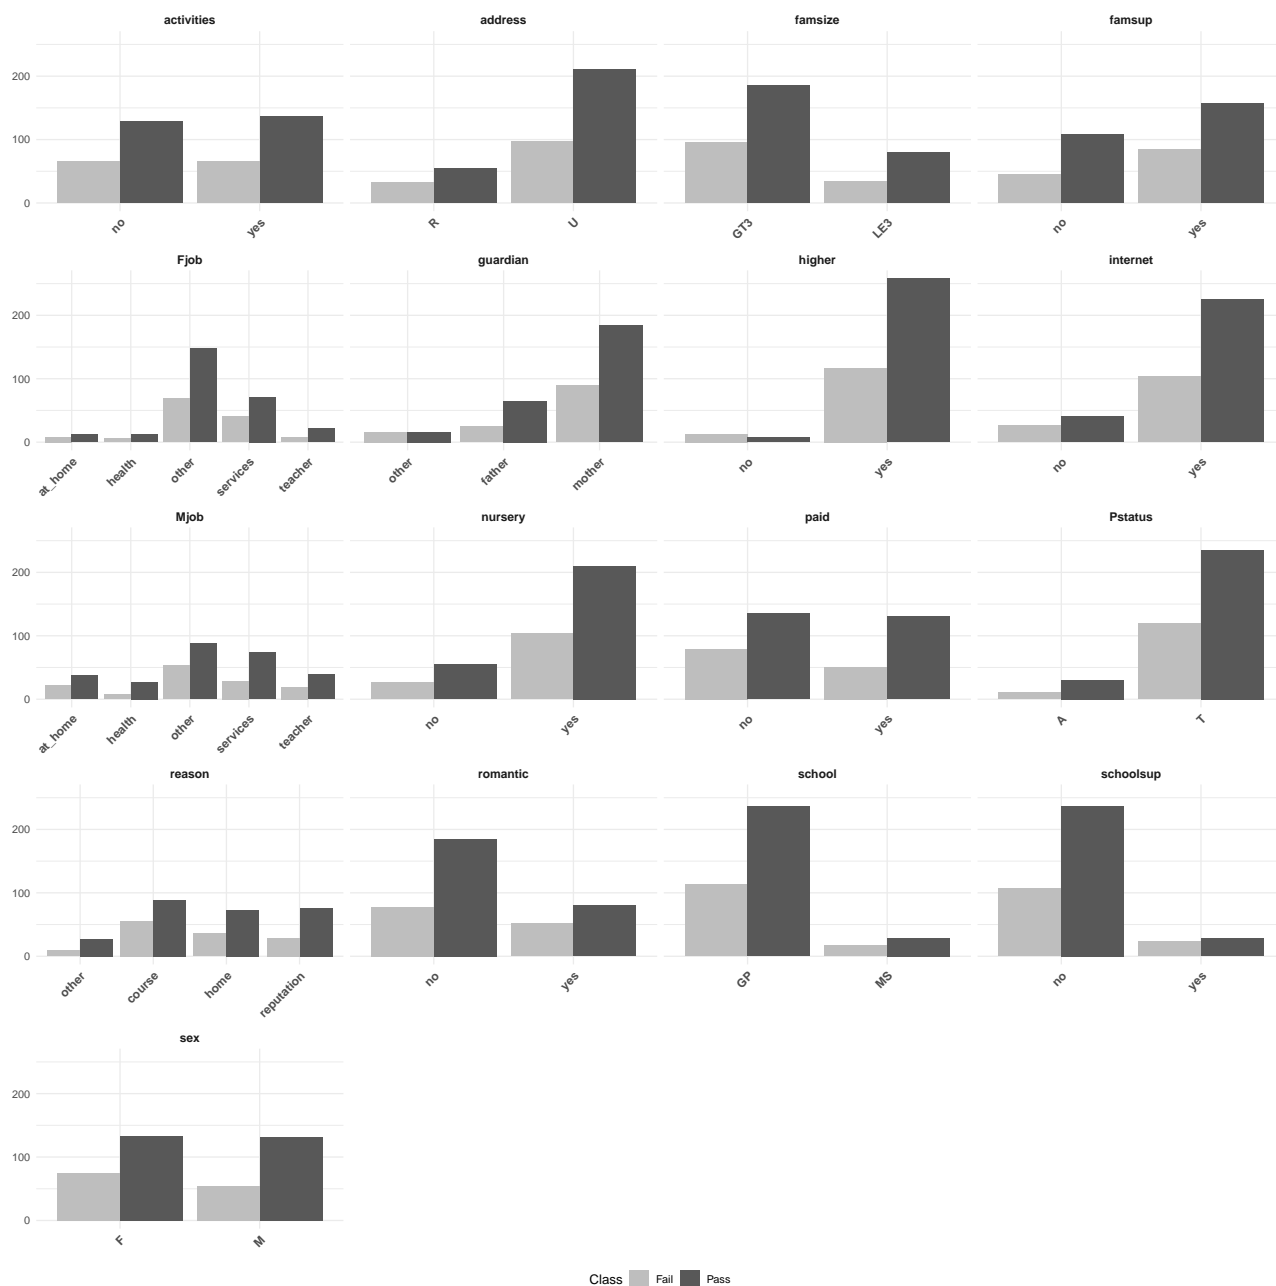 activities address famsize famsup
200
100
0
no yes R U GT3 LE3 no yes
Fjob guardian higher internet
200
100
0
at_home health other services teacher other father mother no yes no yes
Mjob nursery paid Pstatus
200
100
0
at_home health other services teacher no yes no yes A T
reason romantic school schoolsup
200
100
0
other course home reputation no yes GP MS no yes
sex
200
100
0
F M
Class Fail Pass